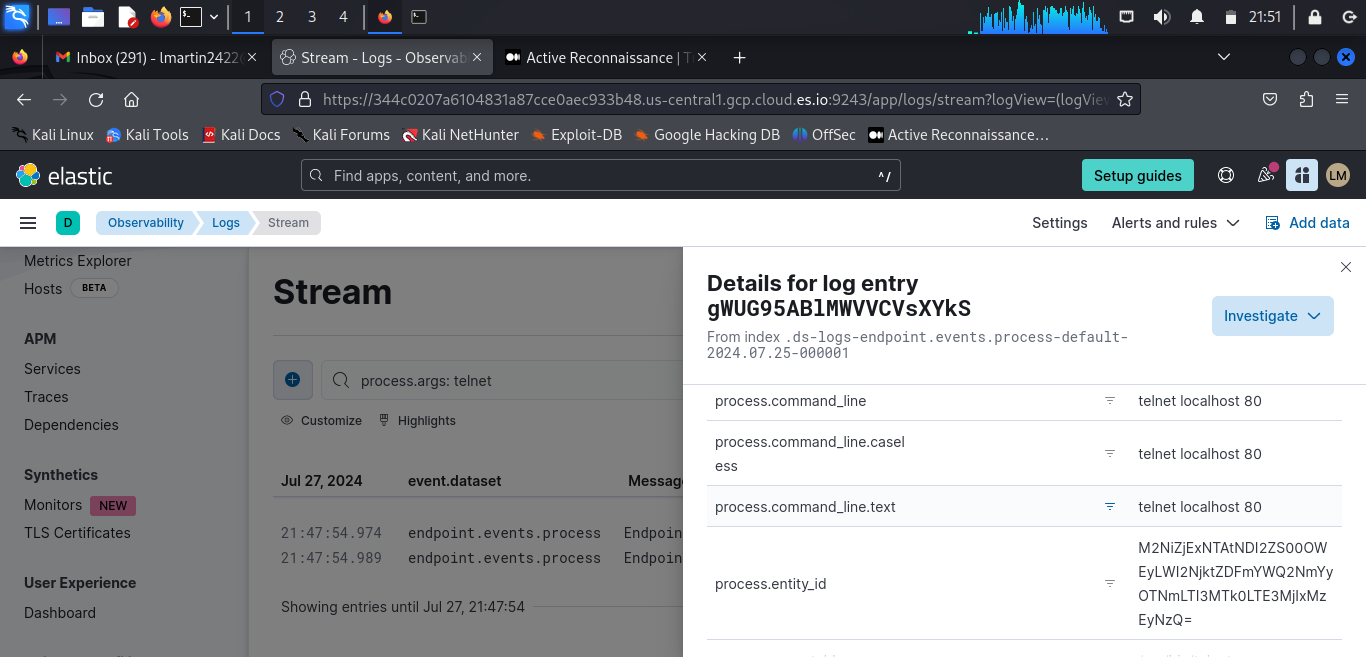 1
2
3
4
21:51
Inbox (291) - lmartin2422
Stream - Logs - Observab
Active Reconnaissance | T
https://344c0207a6104831a87cce0aec933b48.us-central1.gcp.cloud.es.io:9243/app/logs/stream?logView=(logVie
Kali Linux
Kali Tools
Kali Docs
Kali Forums
Kali NetHunter
Exploit-DB
Google Hacking DB
OffSec
Active Reconnaissance…
elastic
Find apps, content, and more.
^/
Setup guides
LM
D
Observability
Logs
Stream
Settings
Alerts and rules
Add data
Metrics Explorer
Hosts BETA
APM
Services
Traces
Dependencies
Synthetics
Monitors NEW
TLS Certificates
User Experience
Dashboard
Stream
process.args: telnet
Customize
Highlights
Jul 27, 2024 event.dataset Message
21:47:54.974 endpoint.events.process Endpoin
21:47:54.989 endpoint.events.process Endpoin
Showing entries until Jul 27, 21:47:54
Details for log entry
gWUG95ABlMWVVCVsXYkS
From index .ds-logs-endpoint.events.process-default-
2024.07.25-000001
Investigate
process.command_line telnet localhost 80
process.command_line.casel
ess
telnet localhost 80
process.command_line.text telnet localhost 80
process.entity_id
M2NiZjExNTAtNDI2ZS00OW
EyLWI2NjktZDFmYWQ2NmYy
OTNmLTI3MTk0LTE3MjIxMz
EyNzQ=